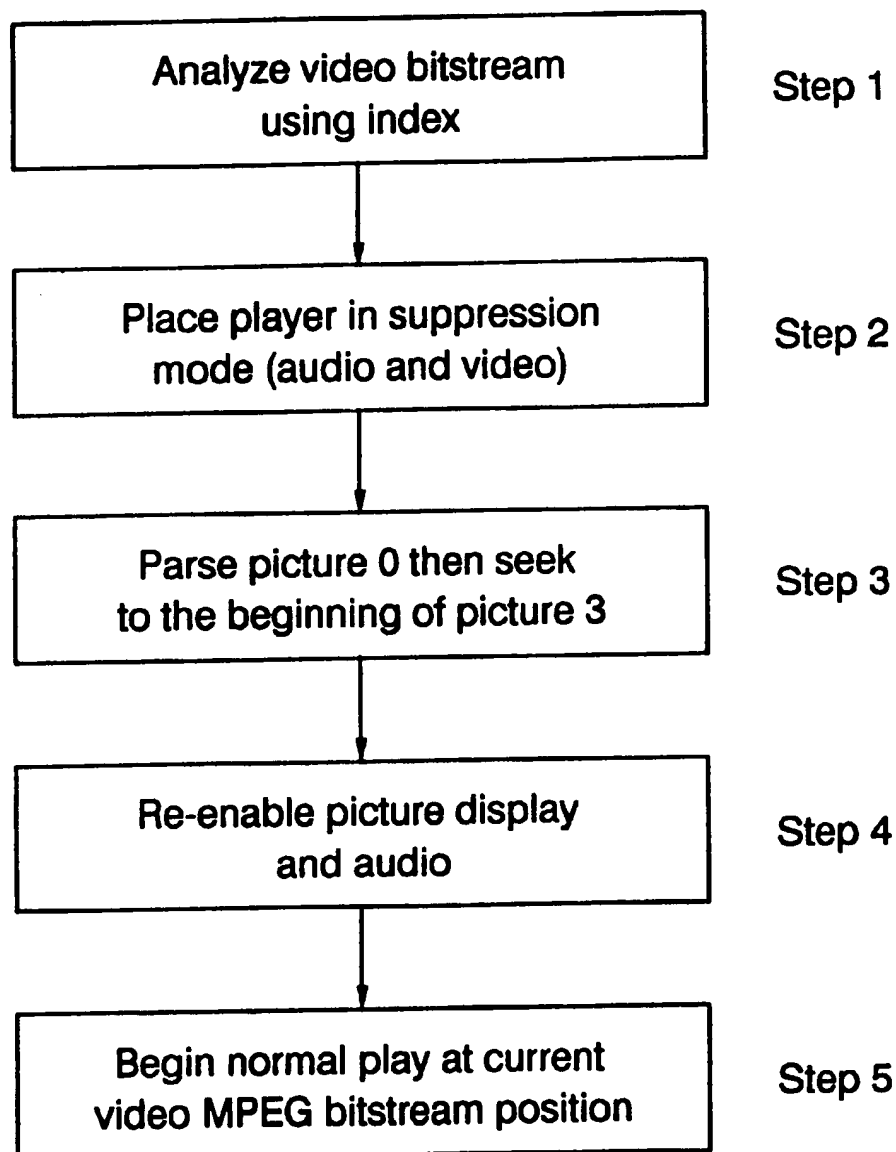 Analyze video bitstream
using index
Step 1
Place player in suppression
mode (audio and video)
Step 2
Parse picture 0 then seek
to the beginning of picture 3
Step 3
Re-enable picture display
and audio
Step 4
Begin normal play at current
video MPEG bitstream position
Step 5